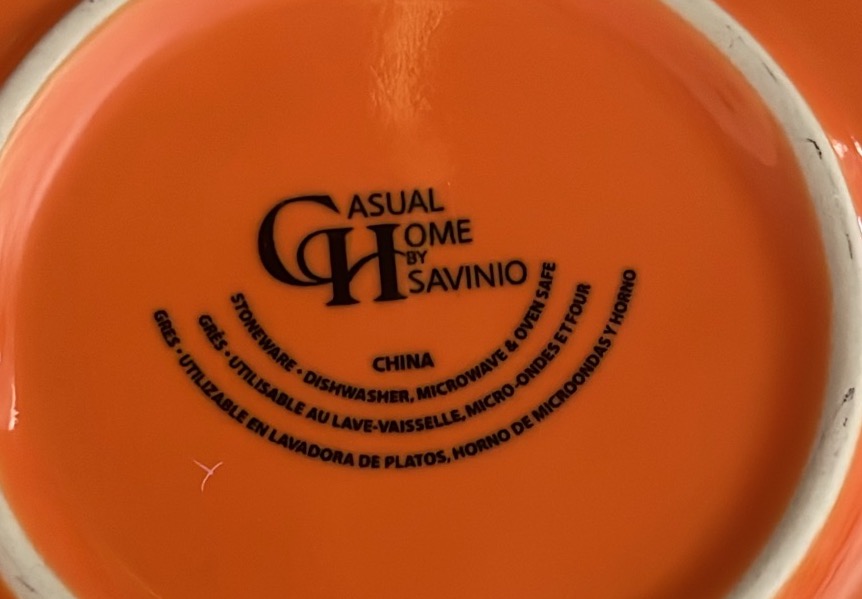 CASUAL
HOME
BY
SAVINIO
CHINA
STONEWARE • DISHWASHER, MICROWAVE & OVEN SAFE
GRÈS • UTILISABLE AU LAVE-VAISSELLE, MICRO-ONDES ET FOUR
GRES • UTILIZABLE EN LAVADORA DE PLATOS, HORNO DE MICROONDAS Y HORNO